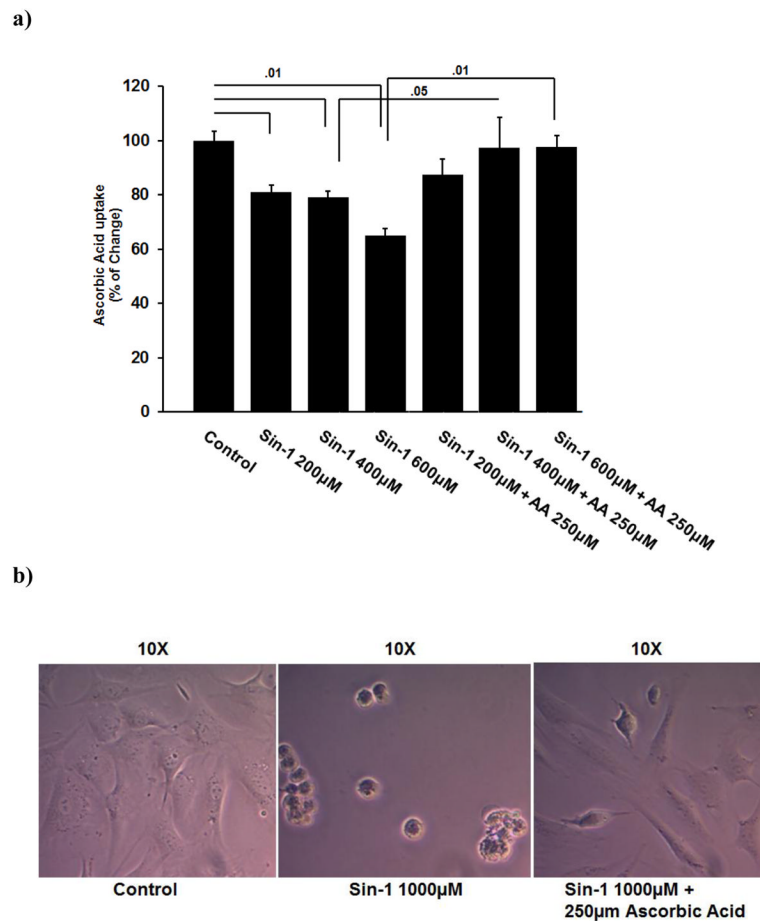 a)
.01
.01
.05
120
100
80
60
40
20
0
Ascorbic Acid uptake
(% of Change)
Control
Sin-1 200µM
Sin-1 400µM
Sin-1 600µM
Sin-1 200µM+AA 250µM
Sin-1 400µM+AA 250µM
Sin-1 600µM+AA 250µM
b)
10X
10X
10X
Control
Sin-1 1000µM
Sin-1 1000µM +
250µm Ascorbic Acid